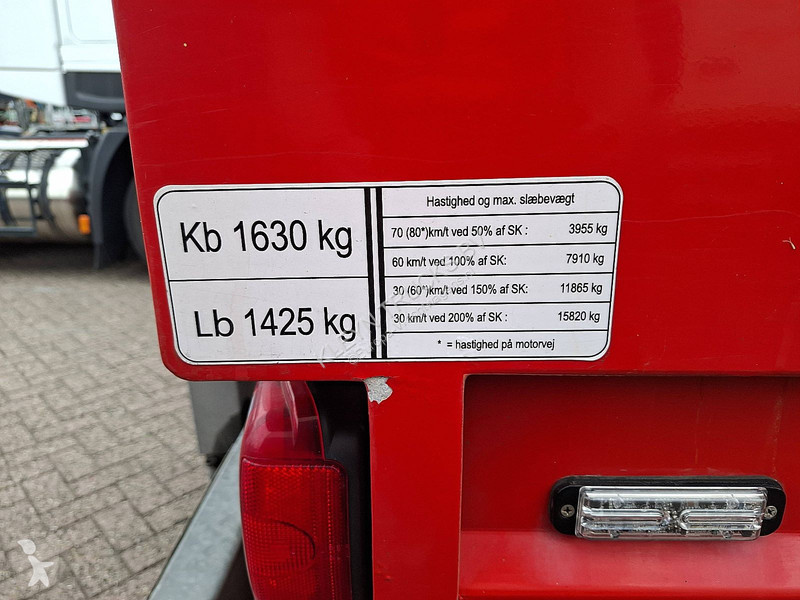 Kb 1630 kg
Lb 1425 kg
Hastighed og max. slæbevægt
70 (80*)km/t ved 50% af SK : 3955 kg
60 km/t ved 100% af SK: 7910 kg
30 (60*)km/t ved 150% af SK: 11865 kg
30 km/t ved 200% af SK : 15820 kg
* = hastighed på motorvej